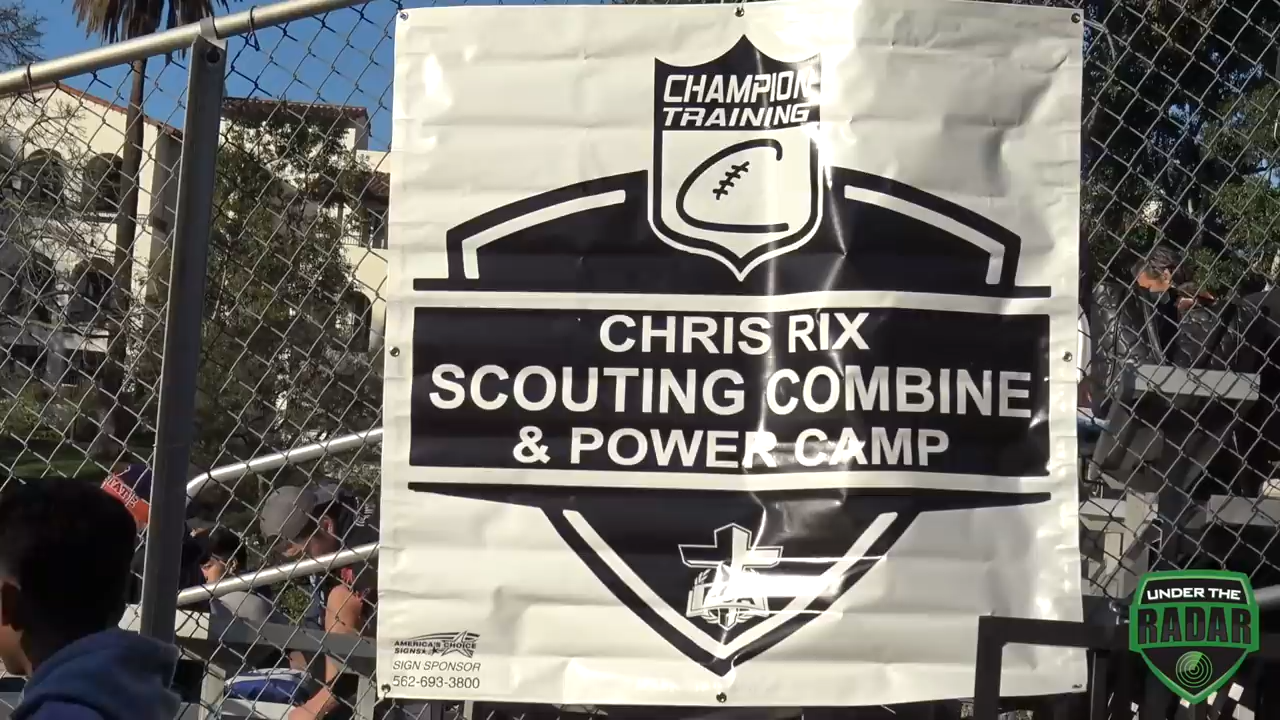 CHAMPION
TRAINING
CHRIS RIX
SCOUTING COMBINE
& POWER CAMP
AMERICA'S CHOICE
SIGNS
SIGN SPONSOR
562-693-3800
UNDER THE
RADAR